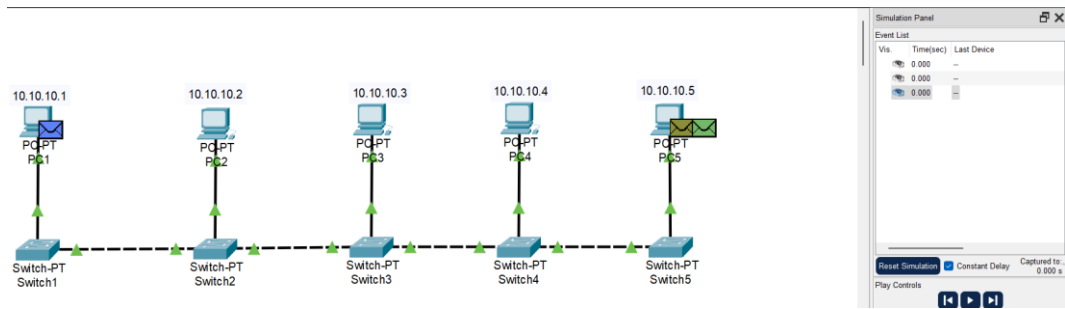 Simulation Panel
Event List
Vis. Time(sec) Last Device
0.000 --
0.000 --
0.000 --
10.10.10.1
10.10.10.2
10.10.10.3
10.10.10.4
10.10.10.5
PC-PT
PC1
PC-PT
PC2
PC-PT
PC3
PC-PT
PC4
PC-PT
PC5
Switch-PT
Switch1
Switch-PT
Switch2
Switch-PT
Switch3
Switch-PT
Switch4
Switch-PT
Switch5
Reset Simulation
Constant Delay
Captured to:
0.000 s
Play Controls